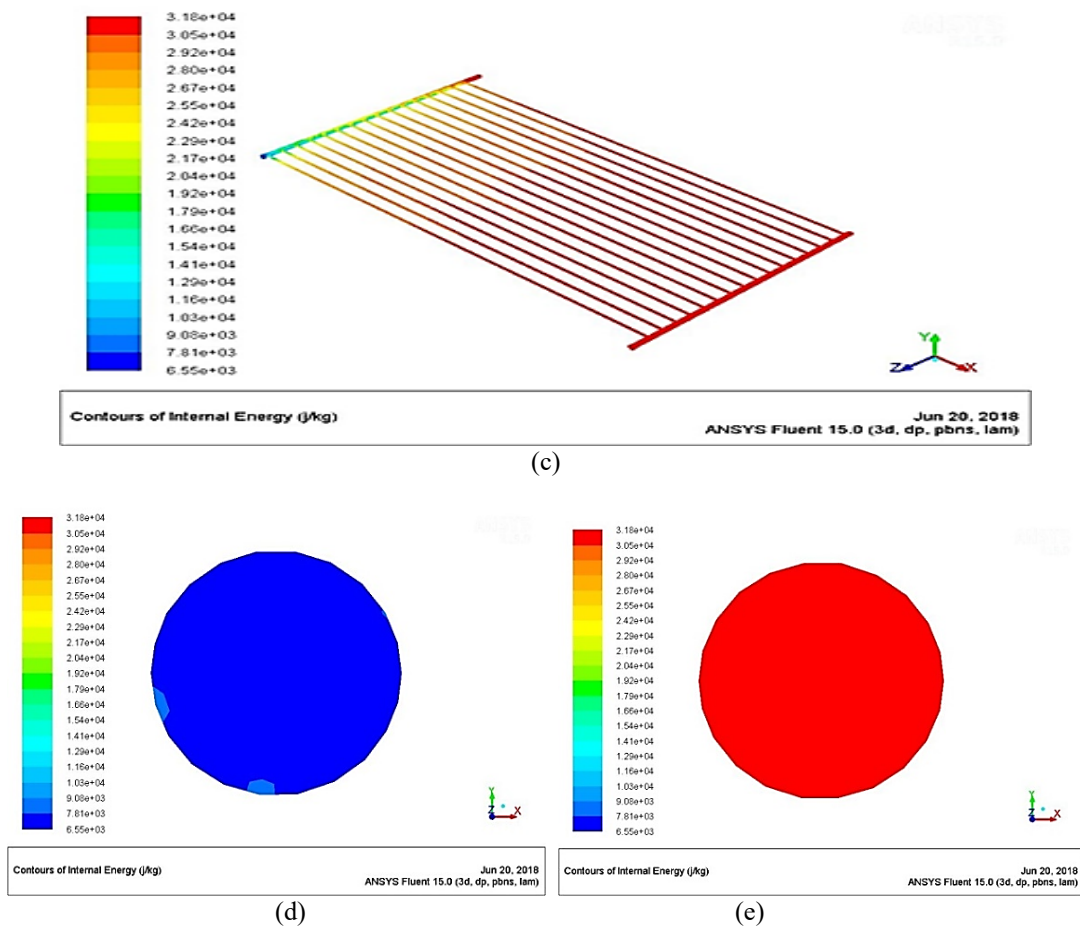 3.18e+04
3.05e+04
2.92e+04
2.80e+04
2.67e+04
2.55e+04
2.42e+04
2.29e+04
2.17e+04
2.04e+04
1.92e+04
1.79e+04
1.66e+04
1.54e+04
1.41e+04
1.29e+04
1.16e+04
1.03e+04
9.08e+03
7.81e+03
6.55e+03
ANSYS
Y
Z
X
Contours of Internal Energy (j/kg)
Jun 20, 2018
ANSYS Fluent 15.0 (3d, dp, pbns, lam)
(c)
3.18e+04
3.05e+04
2.92e+04
2.80e+04
2.67e+04
2.55e+04
2.42e+04
2.29e+04
2.17e+04
2.04e+04
1.92e+04
1.79e+04
1.66e+04
1.54e+04
1.41e+04
1.29e+04
1.16e+04
1.03e+04
9.08e+03
7.81e+03
6.55e+03
Y
Z
X
Contours of Internal Energy (j/kg)
Jun 20, 2018
ANSYS Fluent 15.0 (3d, dp, pbns, lam)
(d)
3.18e+04
3.05e+04
2.92e+04
2.80e+04
2.67e+04
2.55e+04
2.42e+04
2.29e+04
2.17e+04
2.04e+04
1.92e+04
1.79e+04
1.66e+04
1.54e+04
1.41e+04
1.29e+04
1.16e+04
1.03e+04
9.08e+03
7.81e+03
6.55e+03
Y
Z
X
Contours of Internal Energy (j/kg)
Jun 20, 2018
ANSYS Fluent 15.0 (3d, dp, pbns, lam)
(e)